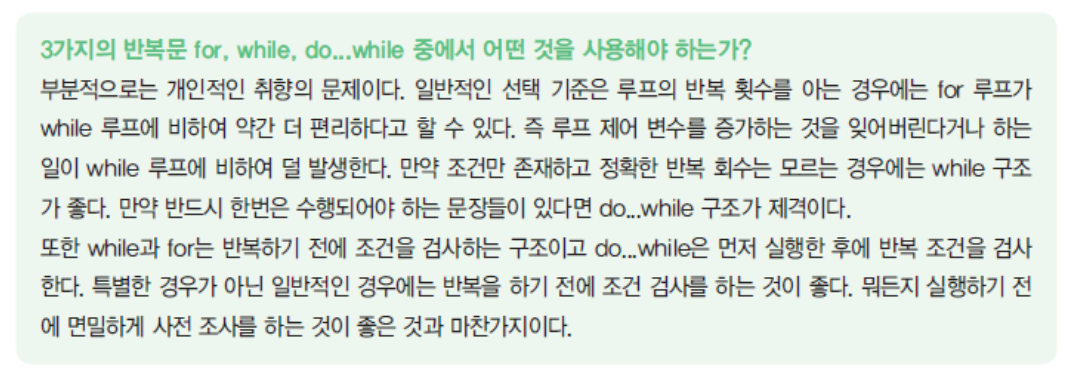 3가지의 반복문 for, while, do...while 중에서 어떤 것을 사용해야 하는가?
부분적으로는 개인적인 취향의 문제이다. 일반적인 선택 기준은 루프의 반복 횟수를 아는 경우에는 for 루프가
while 루프에 비하여 약간 더 편리하다고 할 수 있다. 즉 루프 제어 변수를 증가하는 것을 잊어버린다거나 하는
일이 while 루프에 비하여 덜 발생한다. 만약 조건만 존재하고 정확한 반복 회수는 모르는 경우에는 while 구조
가 좋다. 만약 반드시 한번은 수행되어야 하는 문장들이 있다면 do...while 구조가 제격이다.
또한 while과 for는 반복하기 전에 조건을 검사하는 구조이고 do...while은 먼저 실행한 후에 반복 조건을 검사
한다. 특별한 경우가 아닌 일반적인 경우에는 반복을 하기 전에 조건 검사를 하는 것이 좋다. 뭐든지 실행하기 전
에 면밀하게 사전 조사를 하는 것이 좋은 것과 마찬가지이다.